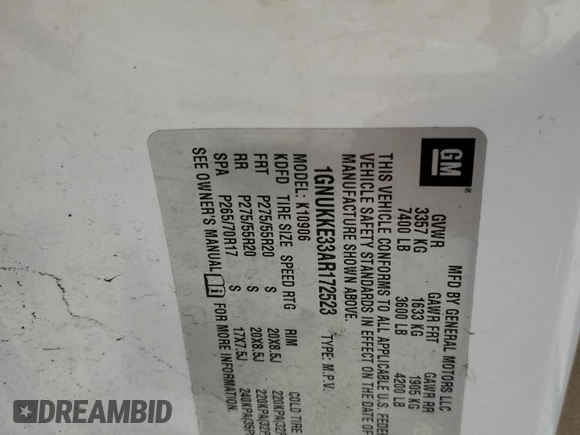 GM
MFD BY GENERAL MOTORS LLC
GVWR GAWR FRT GAWR RR
3357 KG 1633 KG 1905 KG
7400 LB 3600 LB 4200 LB
THIS VEHICLE CONFORMS TO ALL APPLICABLE U.S. FEDER
VEHICLE SAFETY STANDARDS IN EFFECT ON THE DATE OF
MANUFACTURE SHOWN ABOVE.
1GNUKKE33AR172523 TYPE: M.P.V.
MODEL: K10906
KDFD TIRE SIZE SPEED RTG RIM COLD TIRE
FRT P275/55R20 S 20X8.5J 220KPA(32P
RR P275/55R20 S 20X8.5J 220KPA(32P
SPA P265/70R17 S 17X7.5J 240KPA(35P
SEE OWNER'S MANUAL i FOR MORE INFORMATION.
DREAMBID